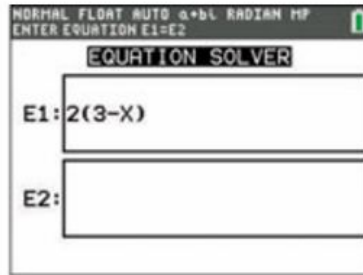 NORMAL FLOAT AUTO a+bi RADIAN MP
ENTER EQUATION E1=E2
EQUATION SOLVER
E1:2(3-X)
E2: